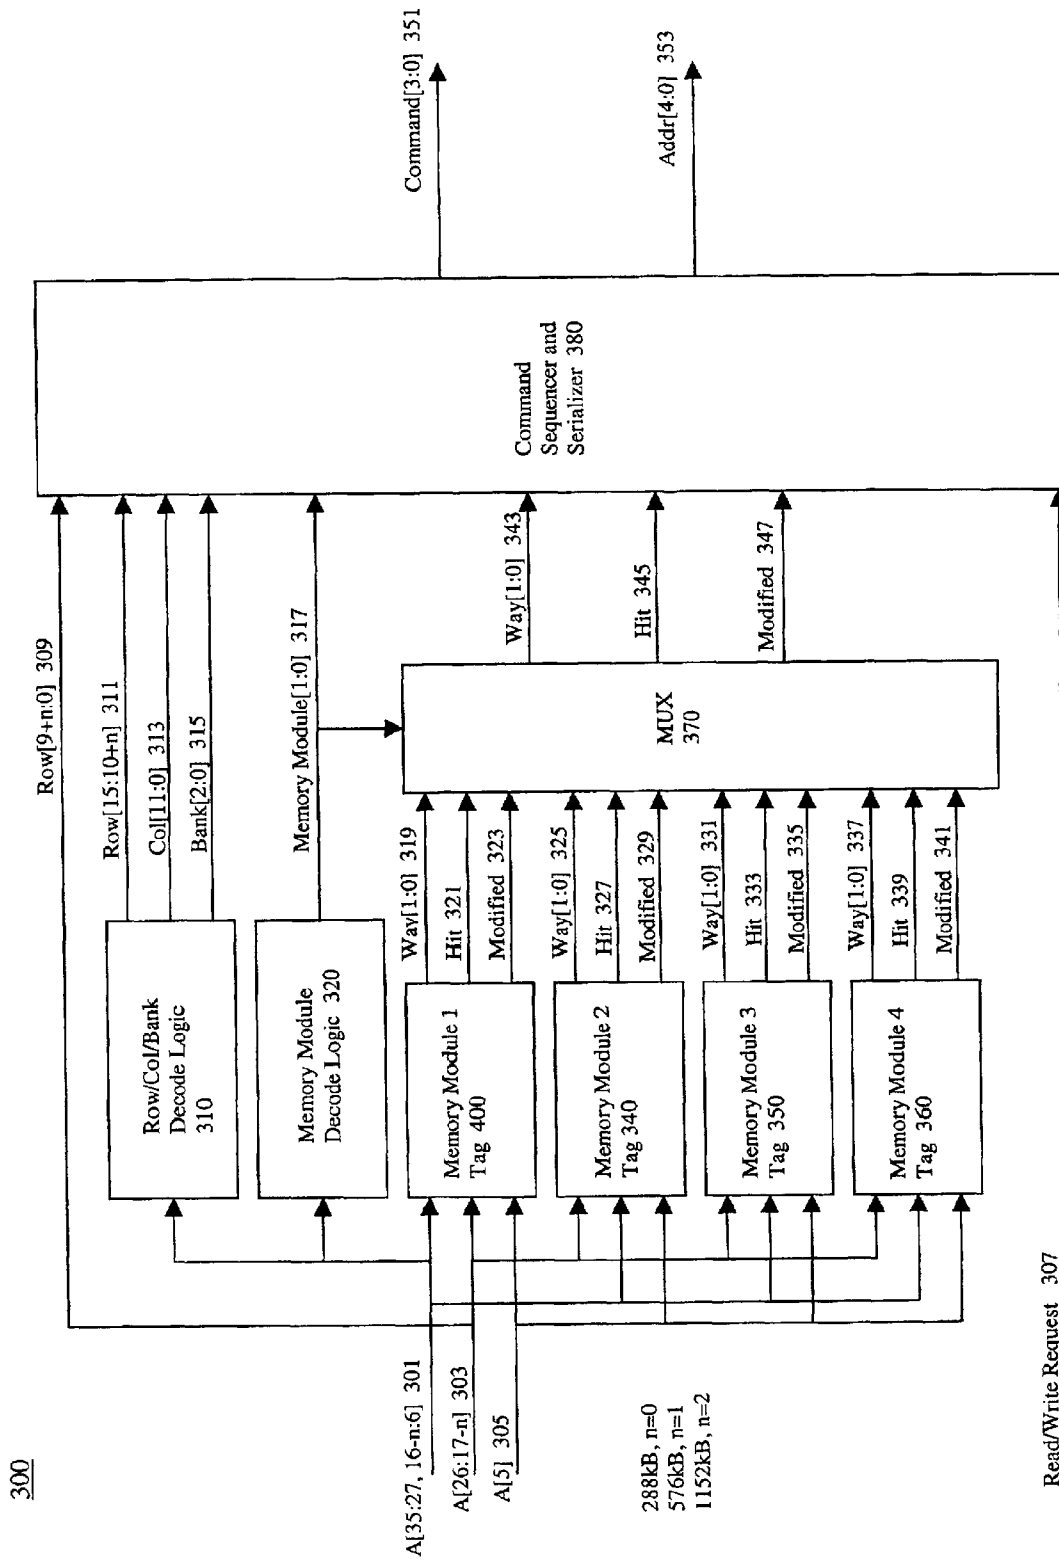 300
Row[9+n:0] 309
Row[15:10+n] 311
Col[11:0] 313
Bank[2:0] 315
Memory Module[1:0] 317
Row/Col/Bank
Decode Logic
310
Memory Module
Decode Logic 320
Memory Module 1
Tag 400
Memory Module 2
Tag 340
Memory Module 3
Tag 350
Memory Module 4
Tag 360
A[35:27, 16-n:6] 301
A[26:17-n] 303
A[5] 305
288kB, n=0
576kB, n=1
1152kB, n=2
Read/Write Request 307
Way[1:0] 319
Hit 321
Modified 323
Way[1:0] 325
Hit 327
Modified 329
Way[1:0] 331
Hit 333
Modified 335
Way[1:0] 337
Hit 339
Modified 341
MUX
370
Way[1:0] 343
Hit 345
Modified 347
Command
Sequencer and
Serializer 380
Command[3:0] 351
Addr[4:0] 353